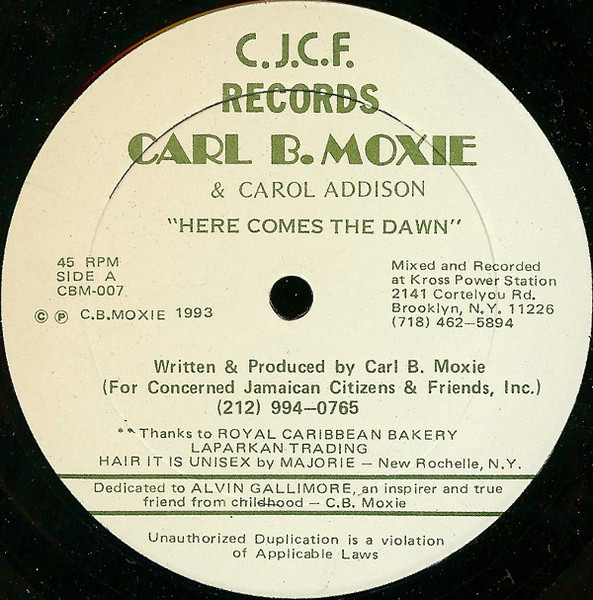 C.J.C.F.
RECORDS
CARL B. MOXIE
& CAROL ADDISON
"HERE COMES THE DAWN"
45 RPM
SIDE A
CBM-007
© ℗ C.B.MOXIE 1993
Mixed and Recorded
at Kross Power Station
2141 Cortelyou Rd.
Brooklyn, N.Y. 11226
(718) 462-5894
Written & Produced by Carl B. Moxie
(For Concerned Jamaican Citizens & Friends, Inc.)
(212) 994-0765
**Thanks to ROYAL CARIBBEAN BAKERY
LAPARKAN TRADING
HAIR IT IS UNISEX by MAJORIE - New Rochelle, N.Y.
Dedicated to ALVIN GALLIMORE, an inspirer and true
friend from childhood - C.B. Moxie
Unauthorized Duplication is a violation
of Applicable Laws